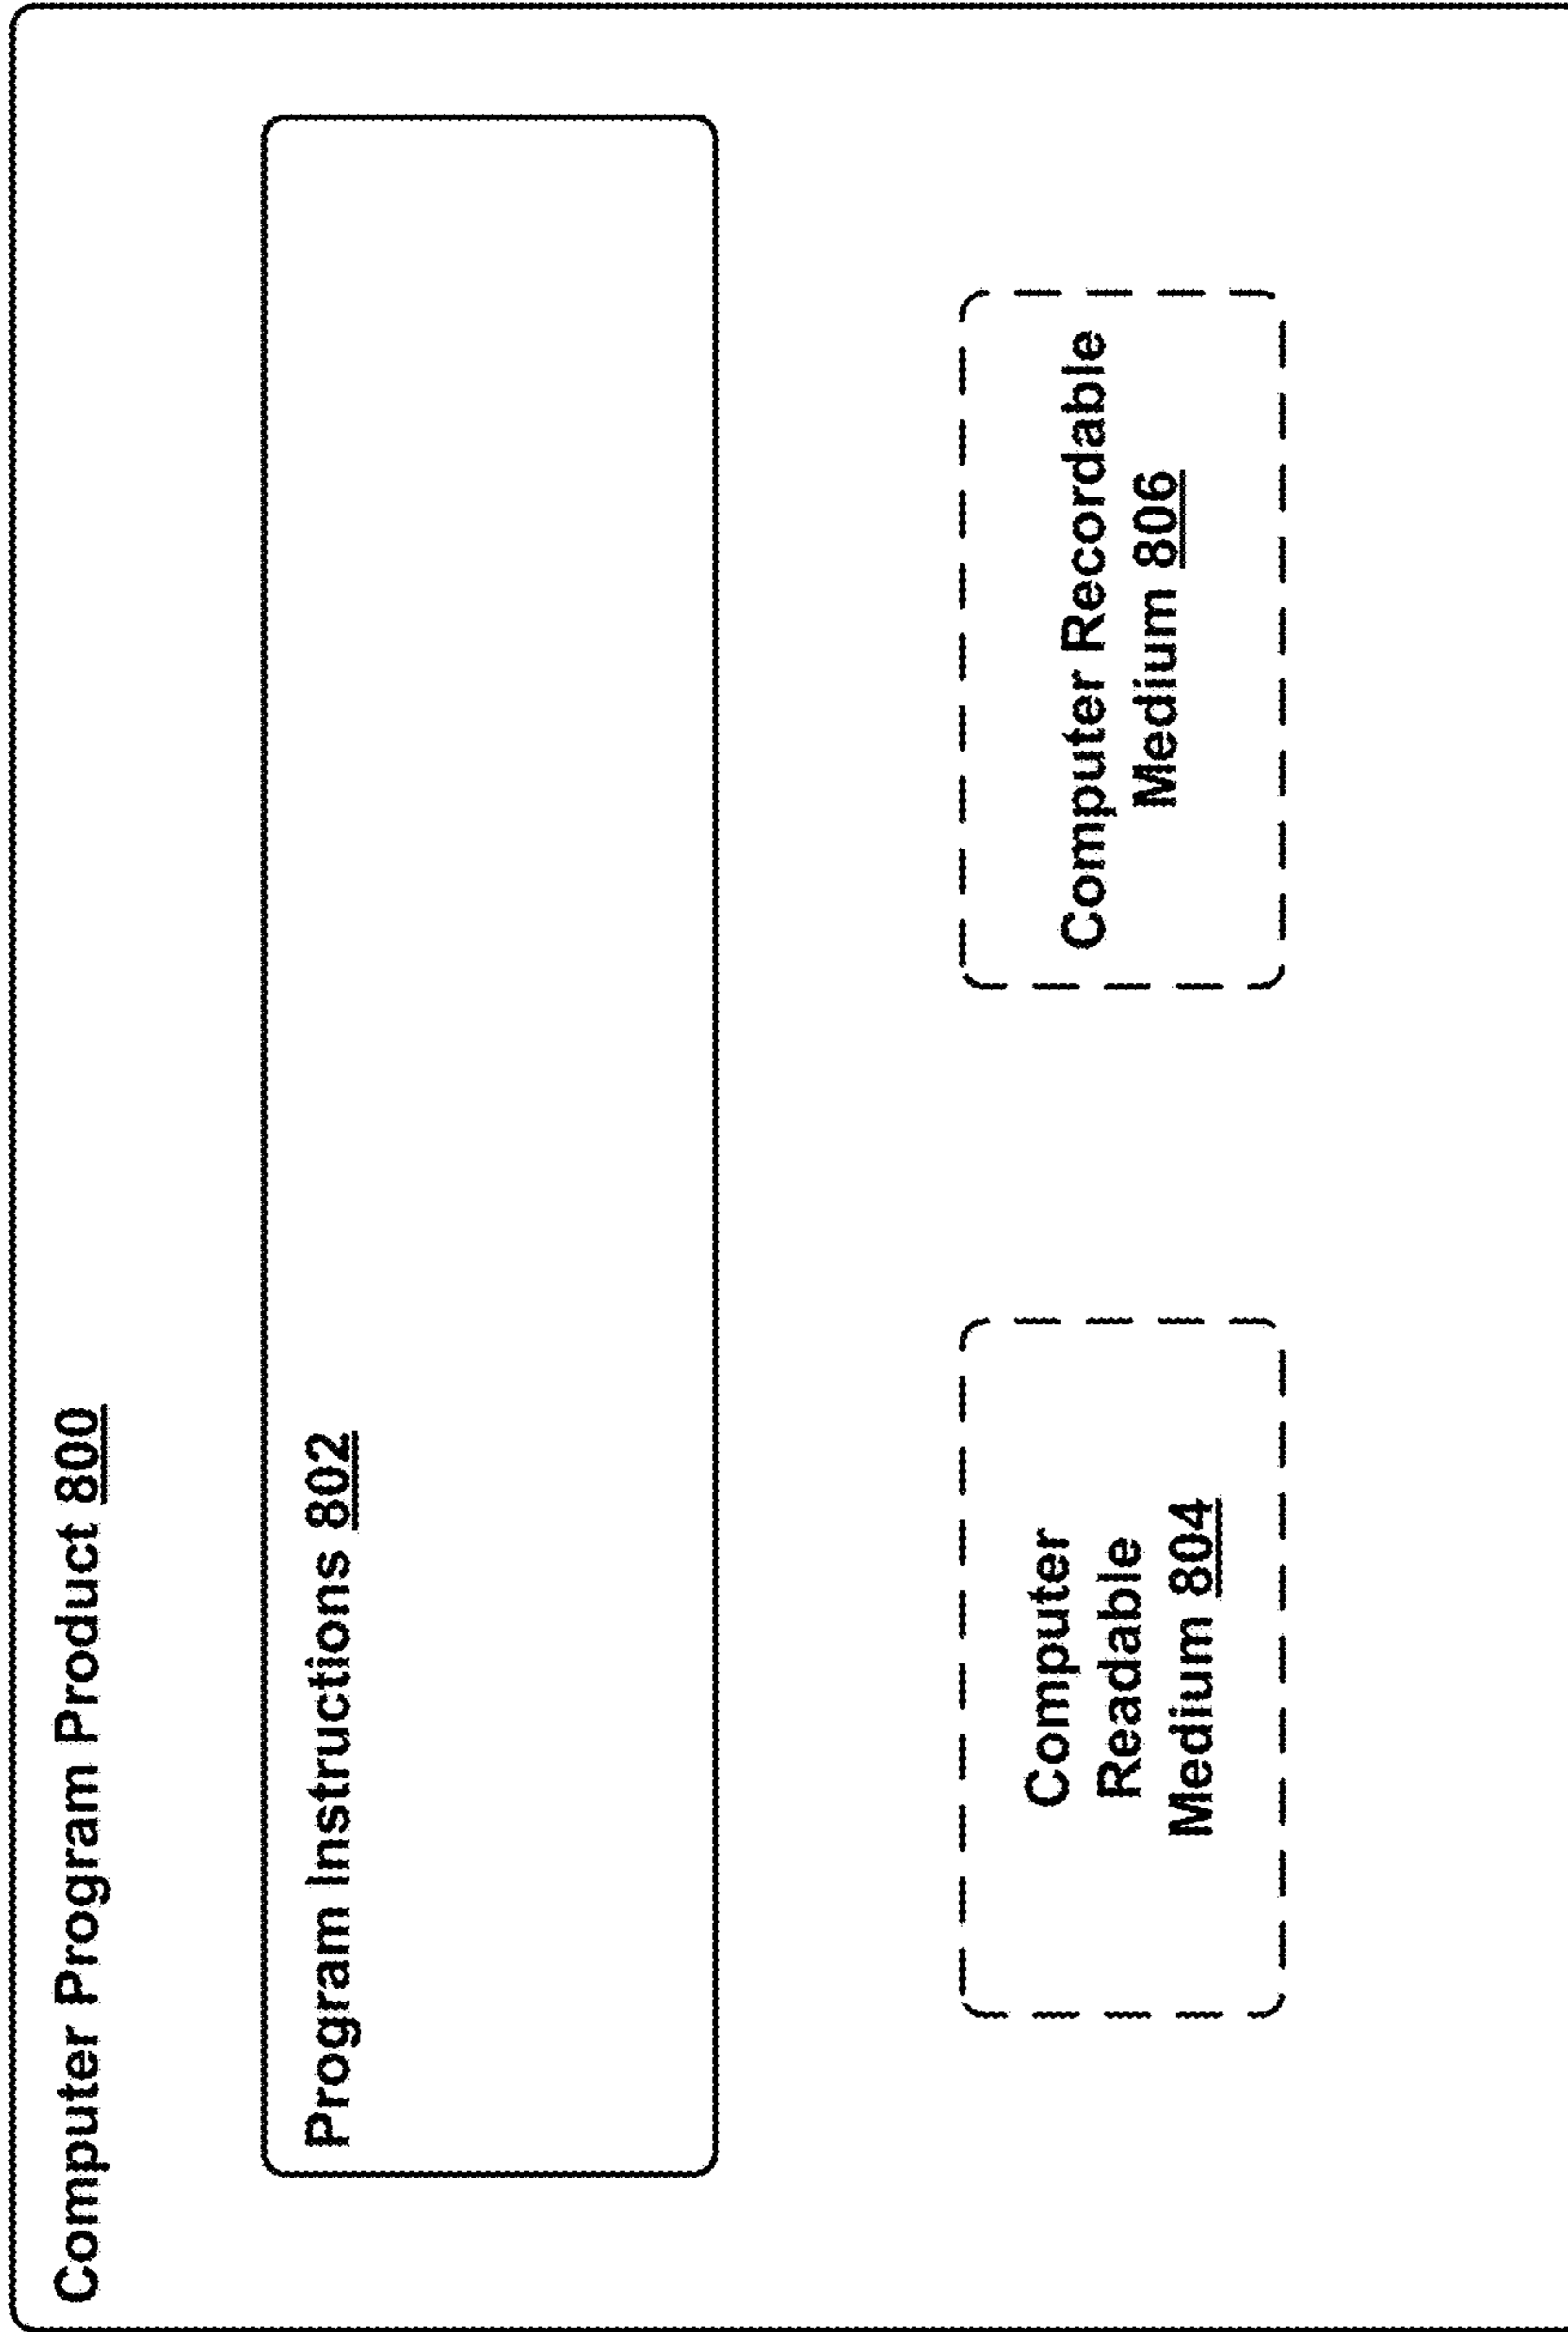 Computer Program Product 800
Program Instructions 802
Computer
Readable
Medium 804
Computer Recordable
Medium 806